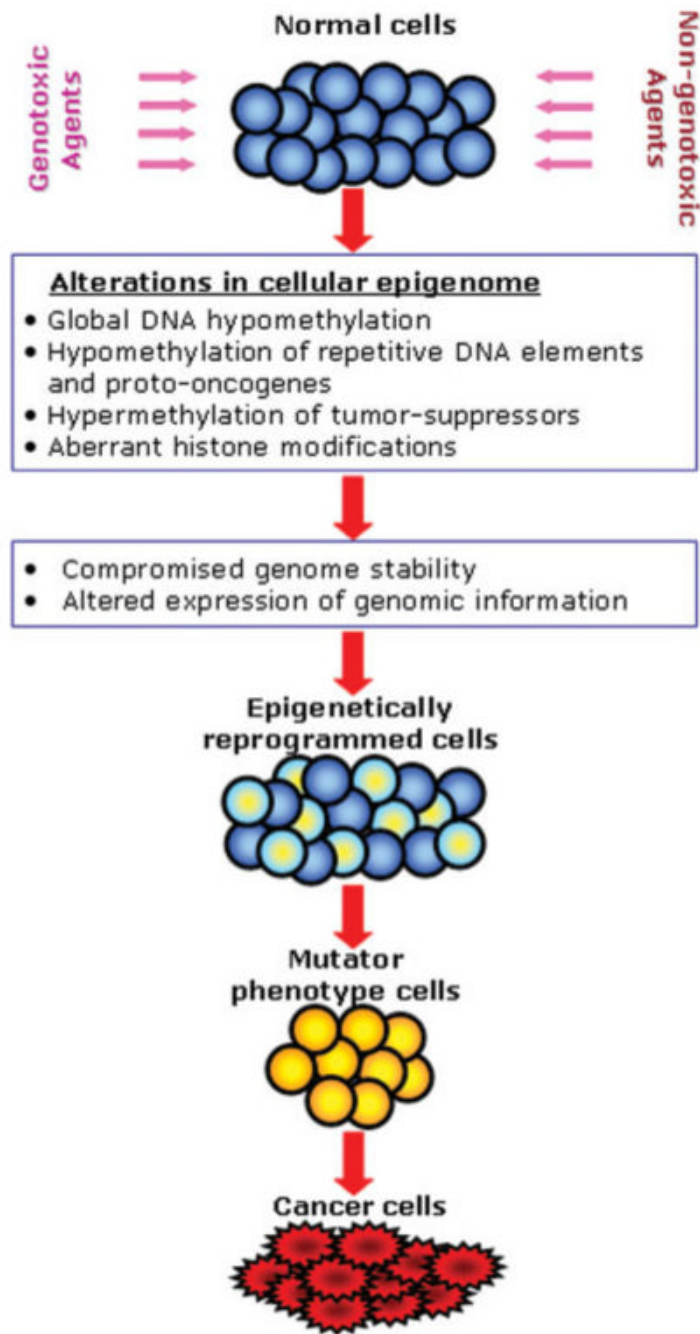 Normal cells
Genotoxic
Agents
Non-genotoxic
Agents
Alterations in cellular epigenome
• Global DNA hypomethylation
• Hypomethylation of repetitive DNA elements
and proto-oncogenes
• Hypermethylation of tumor-suppressors
• Aberrant histone modifications
• Compromised genome stability
• Altered expression of genomic information
Epigenetically
reprogrammed cells
Mutator
phenotype cells
Cancer cells